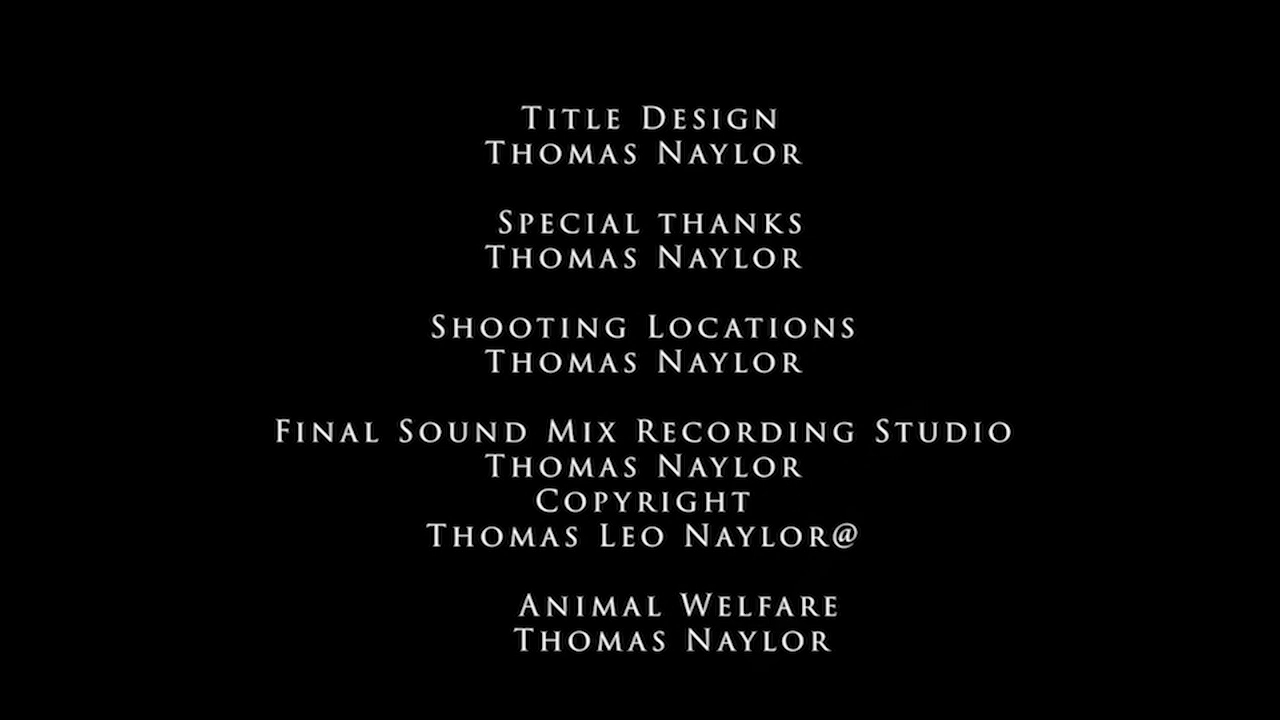 Title Design
Thomas Naylor
Special thanks
Thomas Naylor
Shooting Locations
Thomas Naylor
Final Sound Mix Recording Studio
Thomas Naylor
Copyright
Thomas Leo Naylor@
Animal Welfare
Thomas Naylor